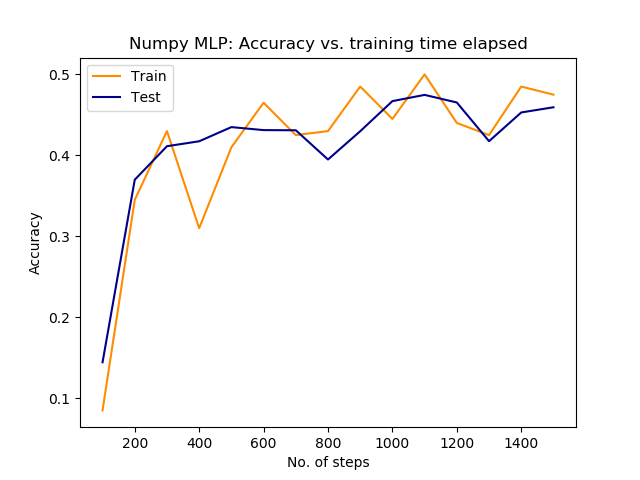 Numpy MLP: Accuracy vs. training time elapsed
Train
Test
0.5
0.4
0.3
0.2
0.1
Accuracy
200 400 600 800 1000 1200 1400
No. of steps